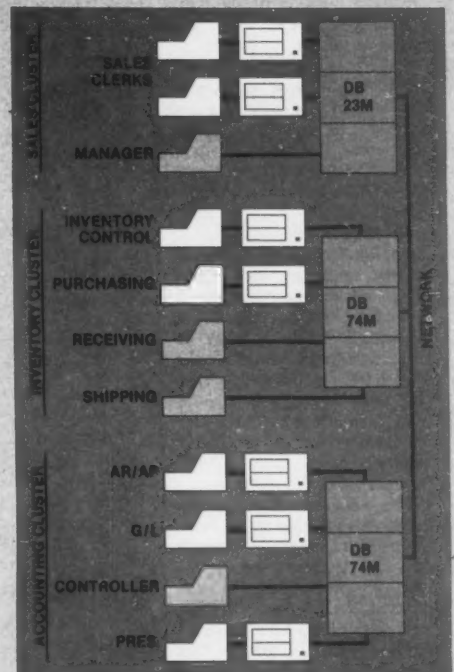 SALES CLUSTER
SALES
CLERKS
MANAGER
DB
23M
INVENTORY CLUSTER
INVENTORY
CONTROL
PURCHASING
RECEIVING
SHIPPING
DB
74M
NETWORK
ACCOUNTING CLUSTER
AR/AP
G/L
CONTROLLER
PRES.
DB
74M